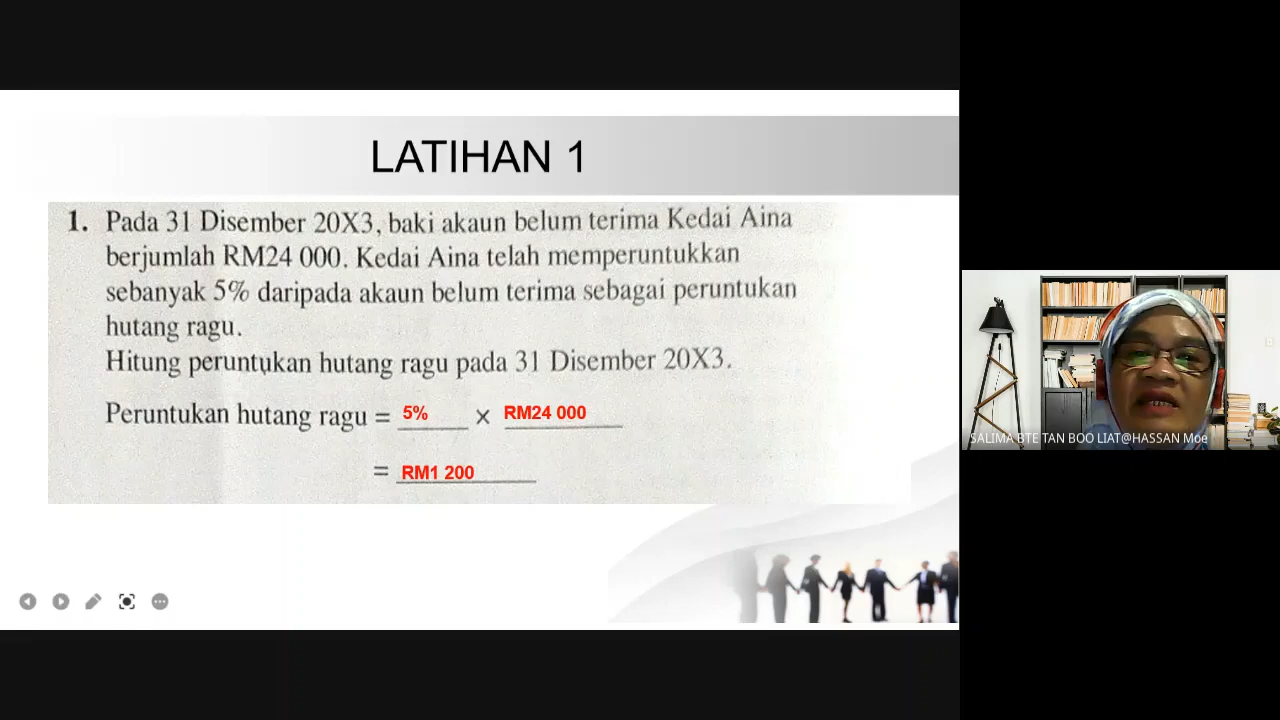 LATIHAN 1
1. Pada 31 Disember 20X3, baki akaun belum terima Kedai Aina
berjumlah RM24 000. Kedai Aina telah memperuntukkan
sebanyak 5% daripada akaun belum terima sebagai peruntukan
hutang ragu.
Hitung peruntukan hutang ragu pada 31 Disember 20X3.
Peruntukan hutang ragu = 5% × RM24 000
= RM1 200
SALIMA BTE TAN BOO LIAT@HASSAN Moe